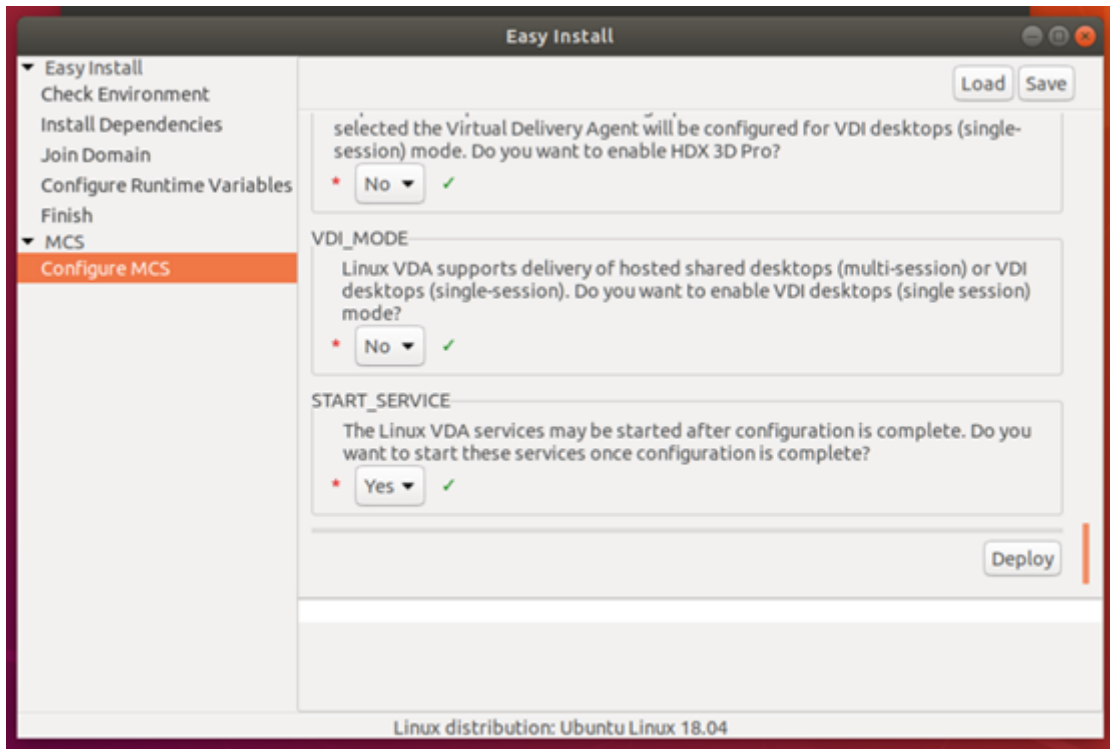 Easy Install
Easy Install
Check Environment
Install Dependencies
Join Domain
Configure Runtime Variables
Finish
MCS
Configure MCS
Load Save
selected the Virtual Delivery Agent will be configured for VDI desktops (single-
session) mode. Do you want to enable HDX 3D Pro?
* No ✓
VDI_MODE
Linux VDA supports delivery of hosted shared desktops (multi-session) or VDI
desktops (single-session). Do you want to enable VDI desktops (single session)
mode?
* No ✓
START_SERVICE
The Linux VDA services may be started after configuration is complete. Do you
want to start these services once configuration is complete?
* Yes ✓
Deploy
Linux distribution: Ubuntu Linux 18.04